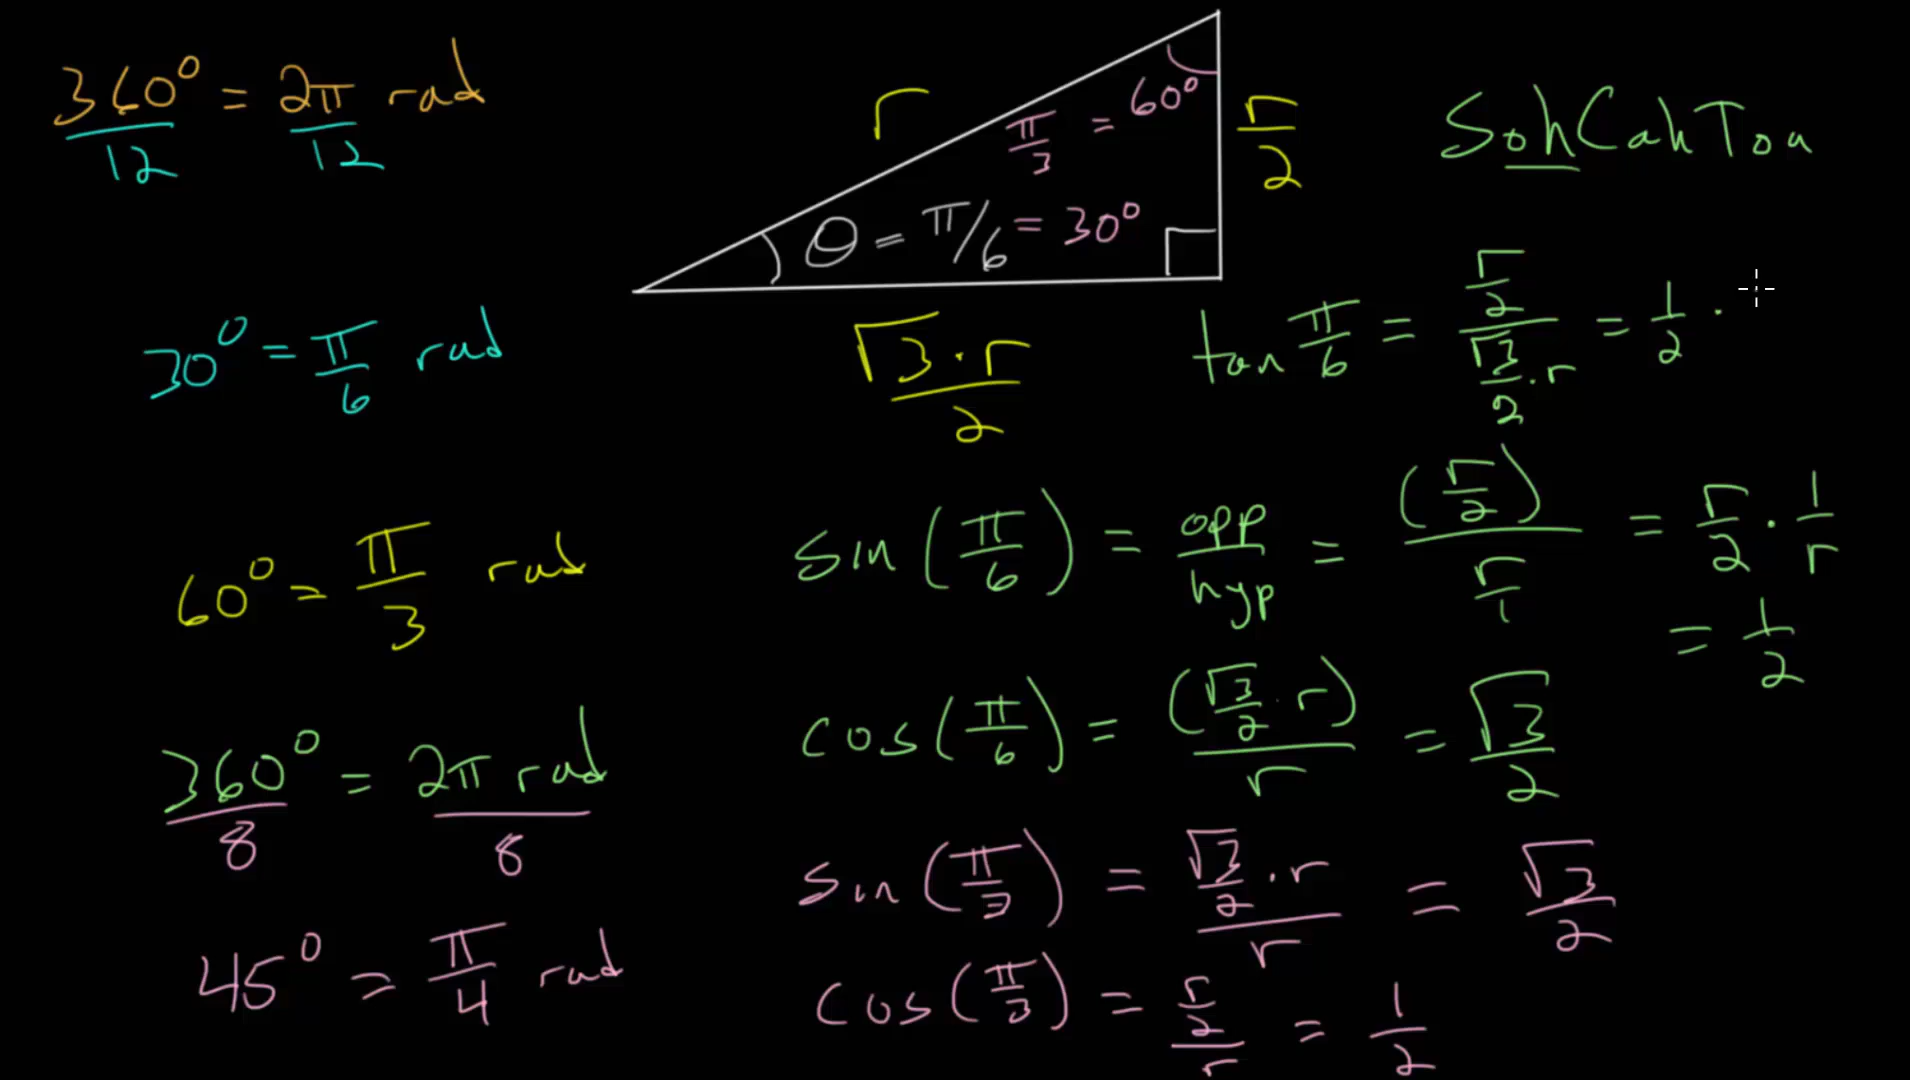 360° = 2π rad
12 12
30° = π/6 rad
60° = π/3 rad
360° = 2π rad
8 8
45° = π/4 rad
r
π/3 = 60°
r/2
θ = π/6 = 30°
√3 · r
2
SohCahToa
tan π/6 = (r/2)/(√3/2 · r) = 1/2 ·
sin(π/6) = opp/hyp = (r/2)/(r/1) = r/2 · 1/r
= 1/2
cos(π/6) = (√3/2 · r)/r = √3/2
sin(π/3) = (√3/2 · r)/r = √3/2
cos(π/3) = (r/2)/r = 1/2